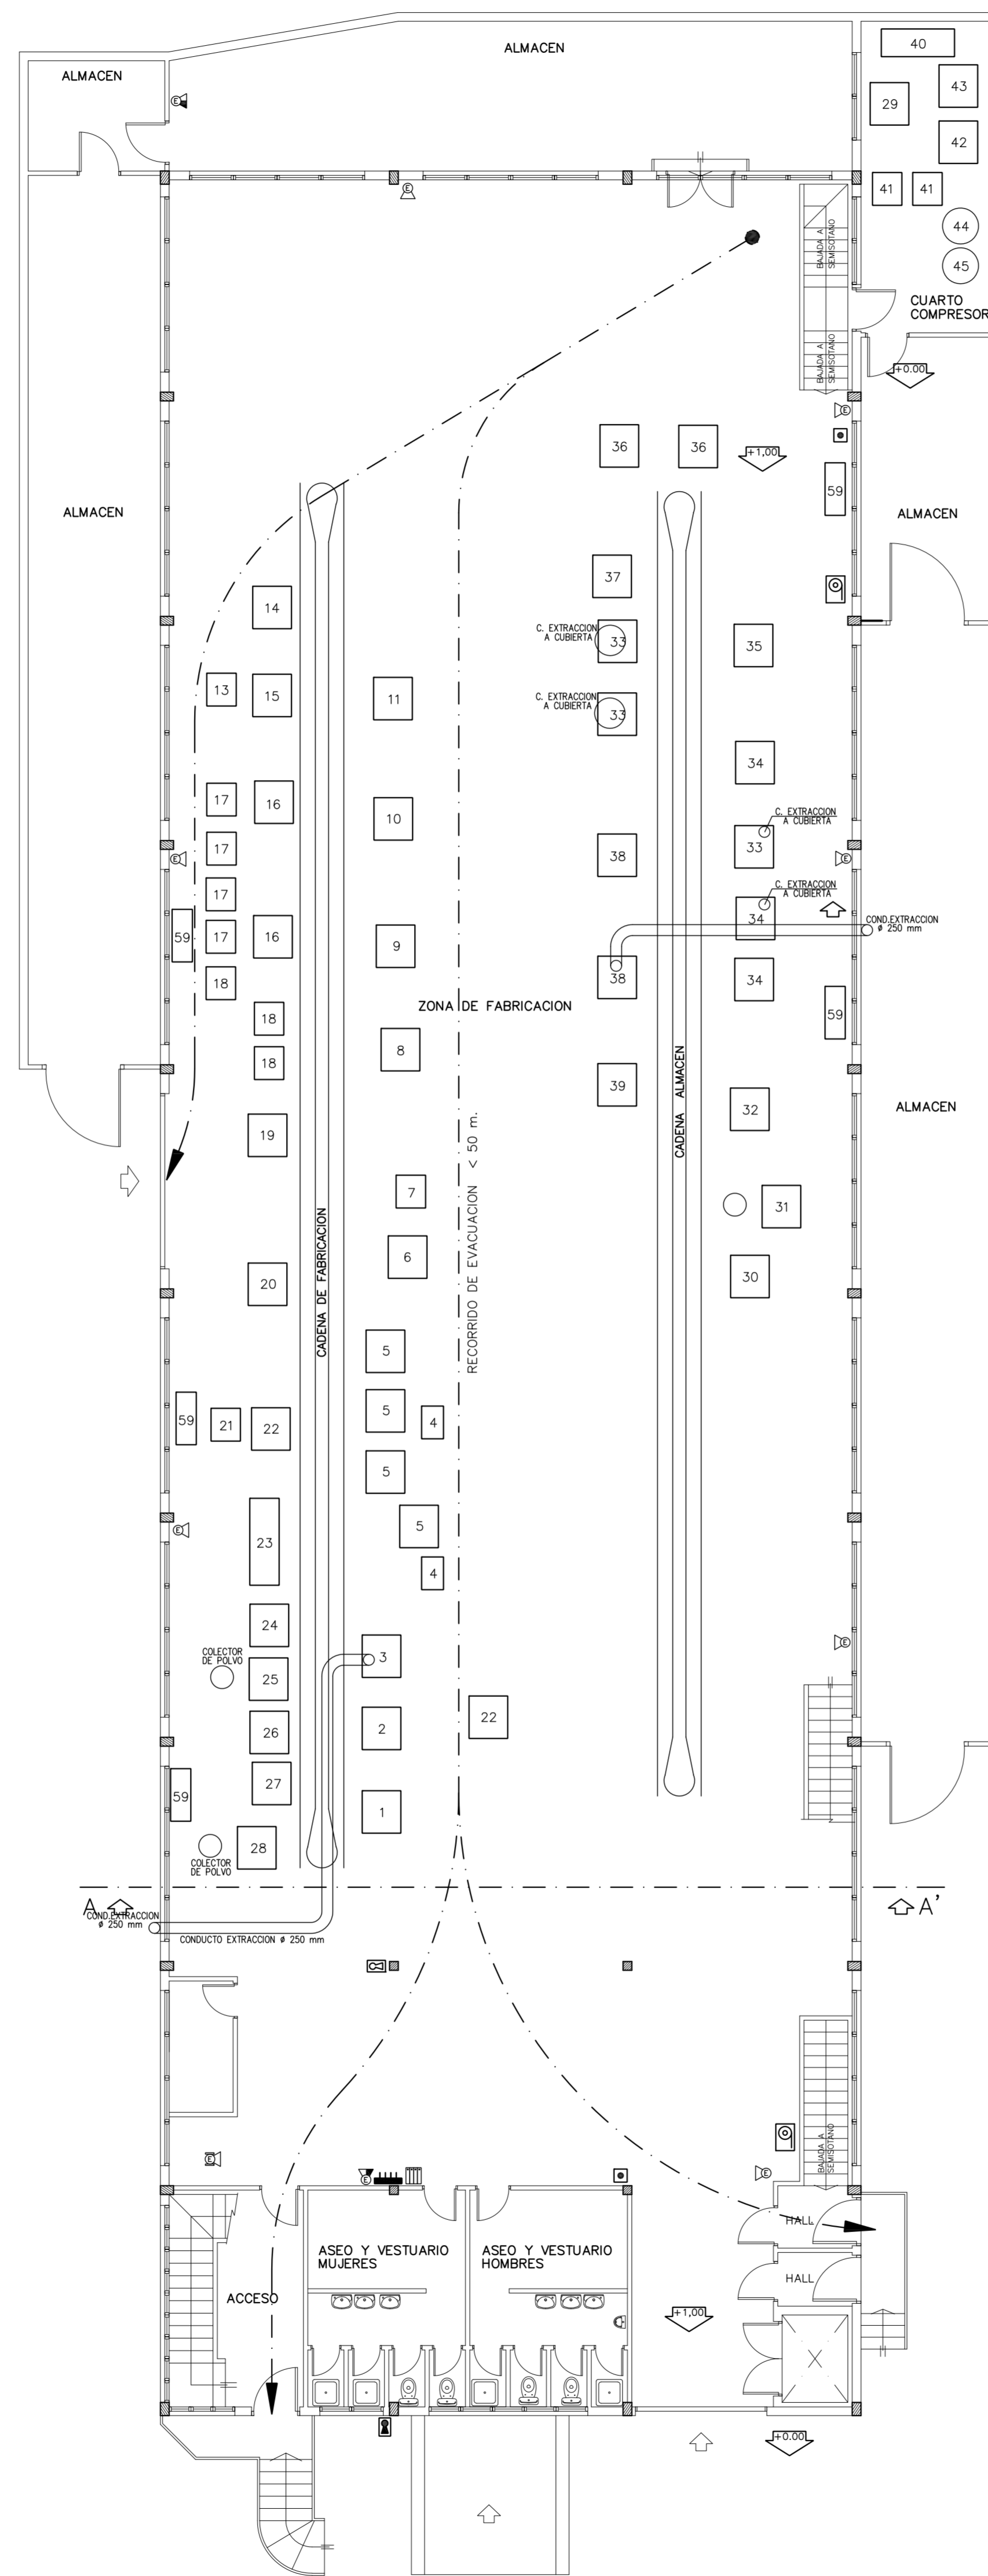 ALMACEN
40
ALMACEN
43
29
E
42
41
41
E
44
BAJADA A
SEMISOTANO
45
CUARTO
COMPRESOR
BAJADA A
SEMISOTANO
+0.00
E
36
36
+1,00
59
ALMACEN
ALMACEN
37
14
C. EXTRACCION
A CUBIERTA
33
35
13
15
11
C. EXTRACCION
A CUBIERTA
33
34
17
16
10
C. EXTRACCION
A CUBIERTA
33
17
38
E
E
17
C. EXTRACCION
A CUBIERTA
34
COND.EXTRACCION
ø 250 mm
59
17
16
9
38
34
18
ZONA DE FABRICACION
59
18
8
18
39
CADENA ALMACEN
32
ALMACEN
19
RECORRIDO DE EVACUACION < 50 m.
7
31
CADENA DE FABRICACION
6
30
20
5
59
21
22
5
4
5
5
E
23
4
24
E
COLECTOR
DE POLVO
25
3
26
2
22
59
27
1
28
COLECTOR
DE POLVO
A
A'
COND.EXTRACCION
ø 250 mm
CONDUCTO EXTRACCION ø 250 mm
BAJADA A
SEMISOTANO
E
E
E
HALL
ASEO Y VESTUARIO
MUJERES
ASEO Y VESTUARIO
HOMBRES
HALL
ACCESO
+1,00
+0.00